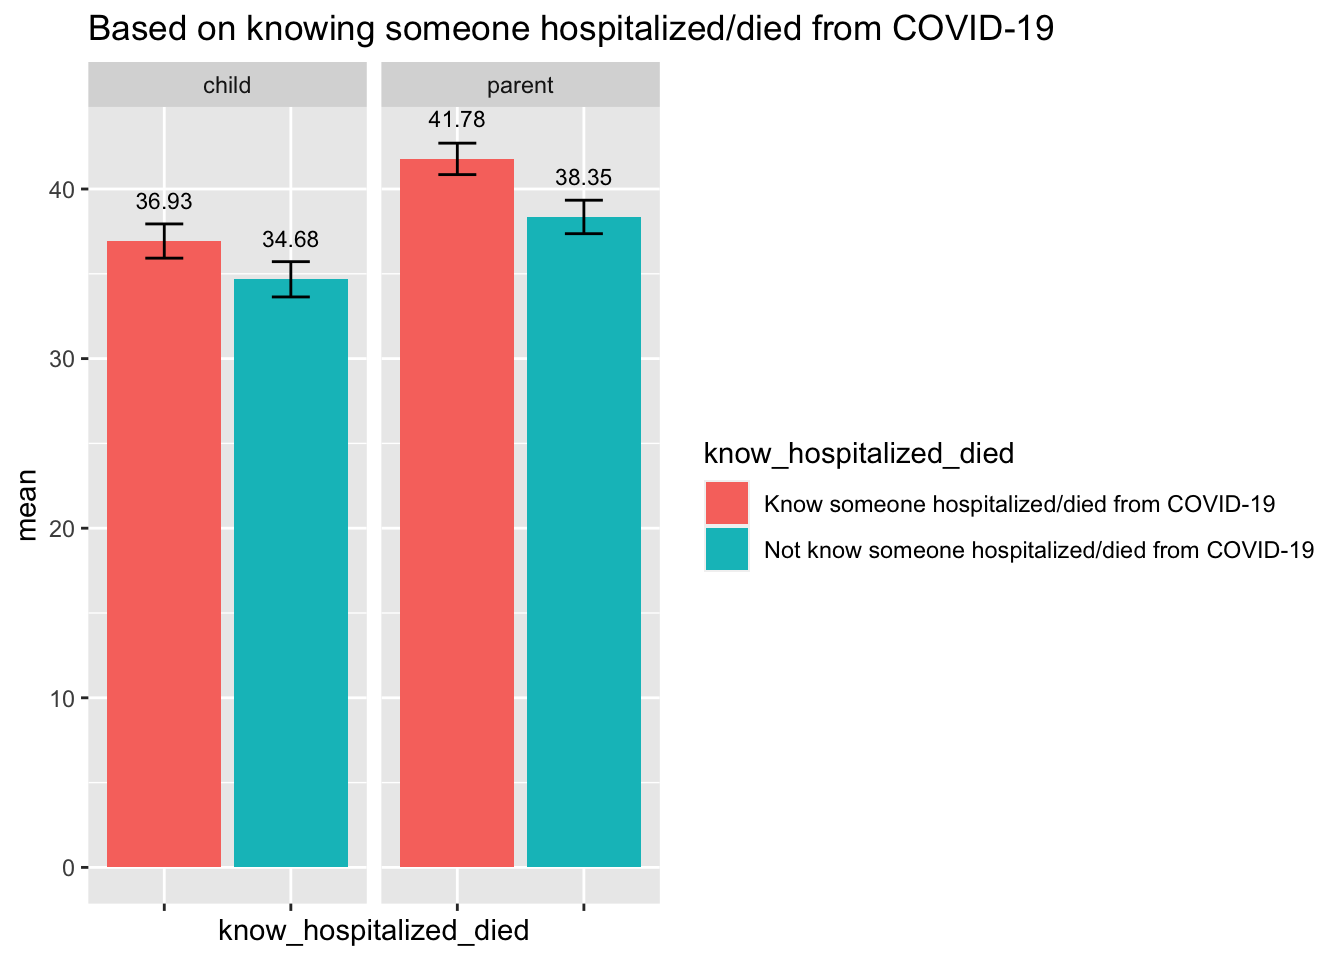 Based on knowing someone hospitalized/died from COVID-19
child
parent
41.78
38.35
36.93
34.68
40
30
20
10
0
mean
know_hospitalized_died
know_hospitalized_died
Know someone hospitalized/died from COVID-19
Not know someone hospitalized/died from COVID-19